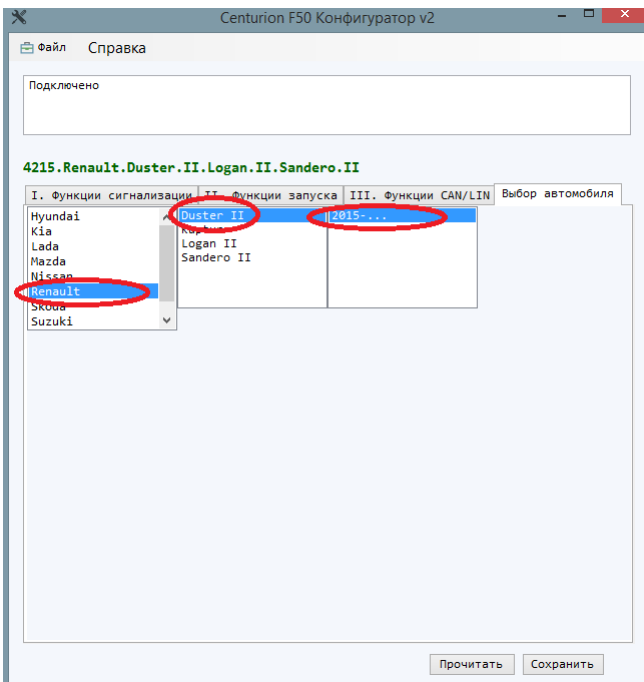 Centurion F50 Конфигуратор v2
Файл Справка
Подключено
4215.Renault.Duster.II.Logan.II.Sandero.II
I. Функции сигнализации II. Функции запуска III. Функции CAN/LIN Выбор автомобиля
Hyundai Duster II 2015-...
Kia Kaptur
Lada Logan II
Mazda Sandero II
Nissan
Renault
Skoda
Suzuki
Прочитать Сохранить